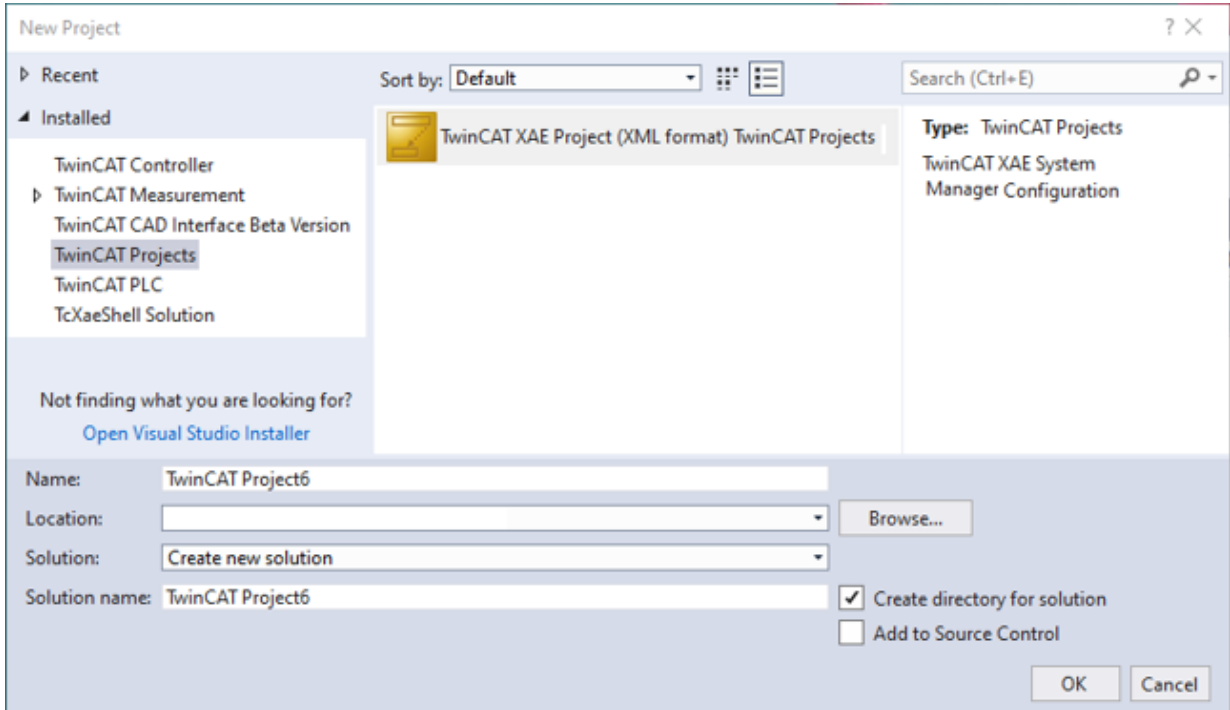 New Project
?
Recent
Installed
TwinCAT Controller
TwinCAT Measurement
TwinCAT CAD Interface Beta Version
TwinCAT Projects
TwinCAT PLC
TcXaeShell Solution
Not finding what you are looking for?
Open Visual Studio Installer
Sort by: Default
TwinCAT XAE Project (XML format) TwinCAT Projects
Search (Ctrl+E)
Type: TwinCAT Projects
TwinCAT XAE System
Manager Configuration
Name: TwinCAT Project6
Location: Browse...
Solution: Create new solution
Solution name: TwinCAT Project6
Create directory for solution
Add to Source Control
OK Cancel